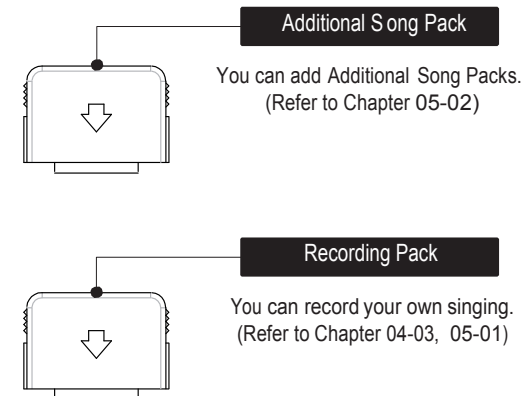 Additional Song Pack
You can add Additional Song Packs.
(Refer to Chapter 05-02)
Recording Pack
You can record your own singing.
(Refer to Chapter 04-03, 05-01)